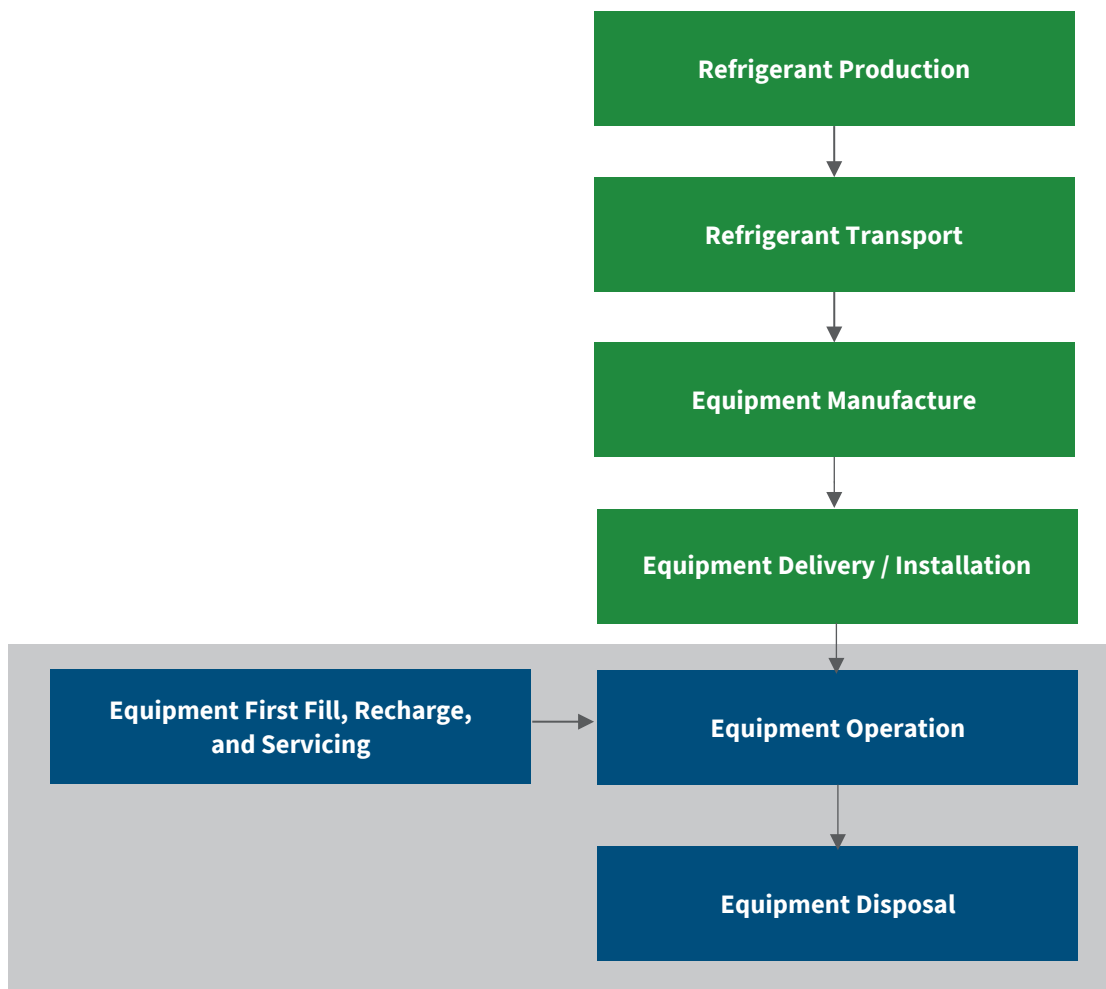 Refrigerant Production
Refrigerant Transport
Equipment Manufacture
Equipment Delivery / Installation
Equipment First Fill, Recharge,
and Servicing
Equipment Operation
Equipment Disposal